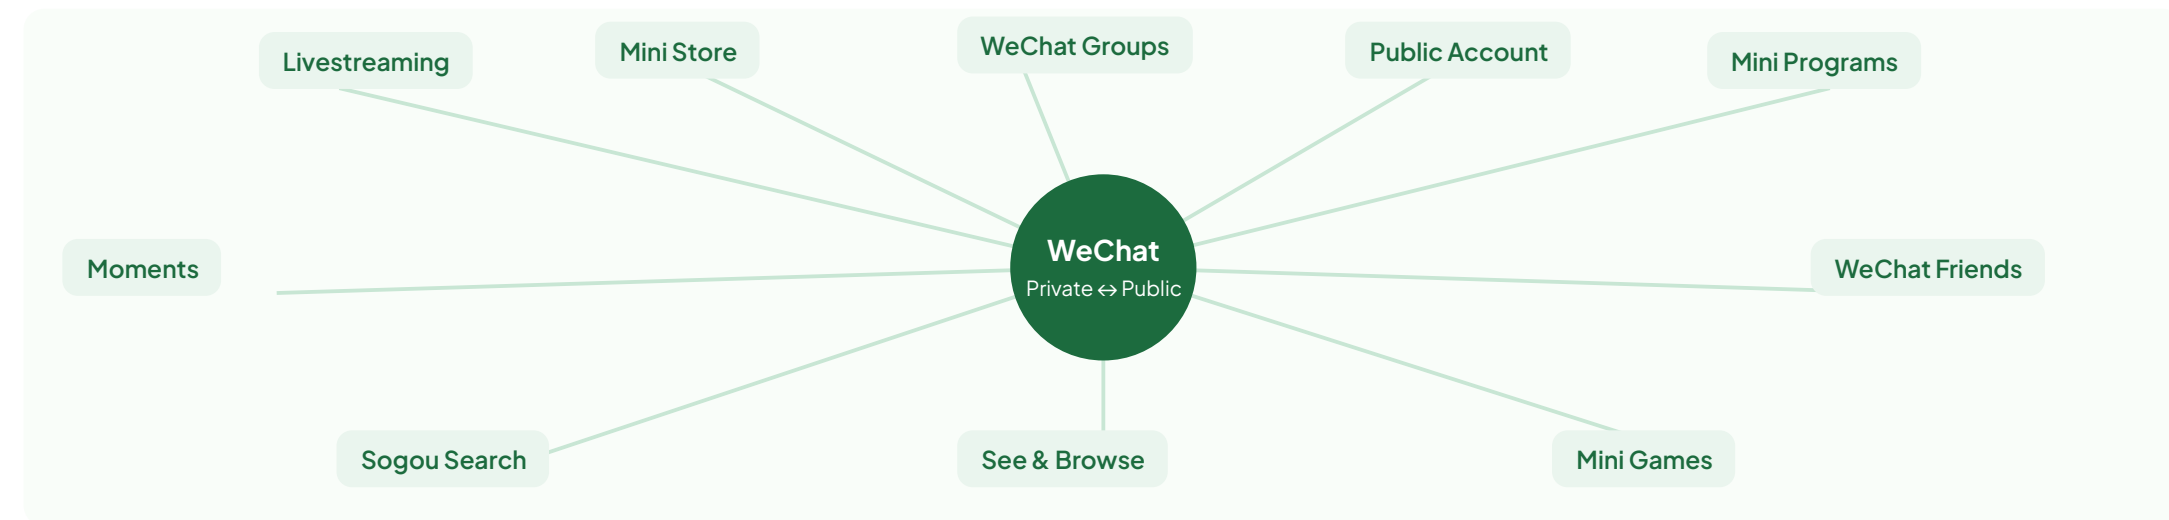 Livestreaming
Mini Store
WeChat Groups
Public Account
Mini Programs
WeChat
Private ↔ Public
Moments
WeChat Friends
Sogou Search
See & Browse
Mini Games